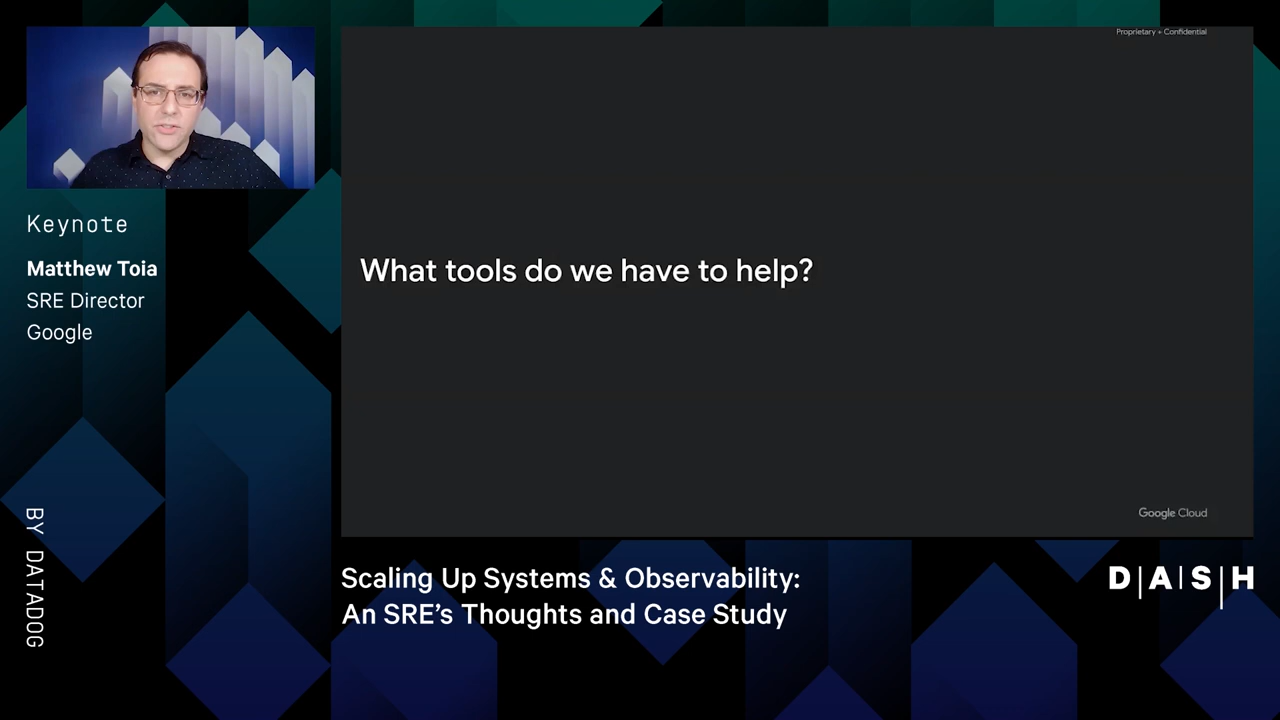 Keynote
Matthew Toia
SRE Director
Google
BY DATADOG
Proprietary + Confidential
What tools do we have to help?
Google Cloud
Scaling Up Systems & Observability:
An SRE’s Thoughts and Case Study
D|A|S|H